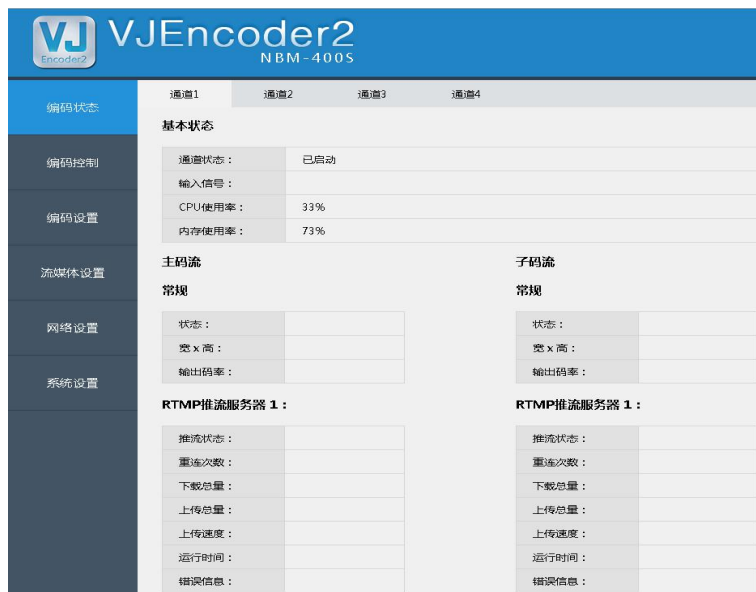 VJ
Encoder2
VJEncoder2
NBM-400S
编码状态
编码控制
编码设置
流媒体设置
网络设置
系统设置
通道1 通道2 通道3 通道4
基本状态
通道状态： 已启动
输入信号：
CPU使用率： 33%
内存使用率： 73%
主码流
常规
状态：
宽 x 高：
输出码率：
RTMP推流服务器 1：
推流状态：
重连次数：
下载总量：
上传总量：
上传速度：
运行时间：
错误信息：
子码流
常规
状态：
宽 x 高：
输出码率：
RTMP推流服务器 1：
推流状态：
重连次数：
下载总量：
上传总量：
上传速度：
运行时间：
错误信息：